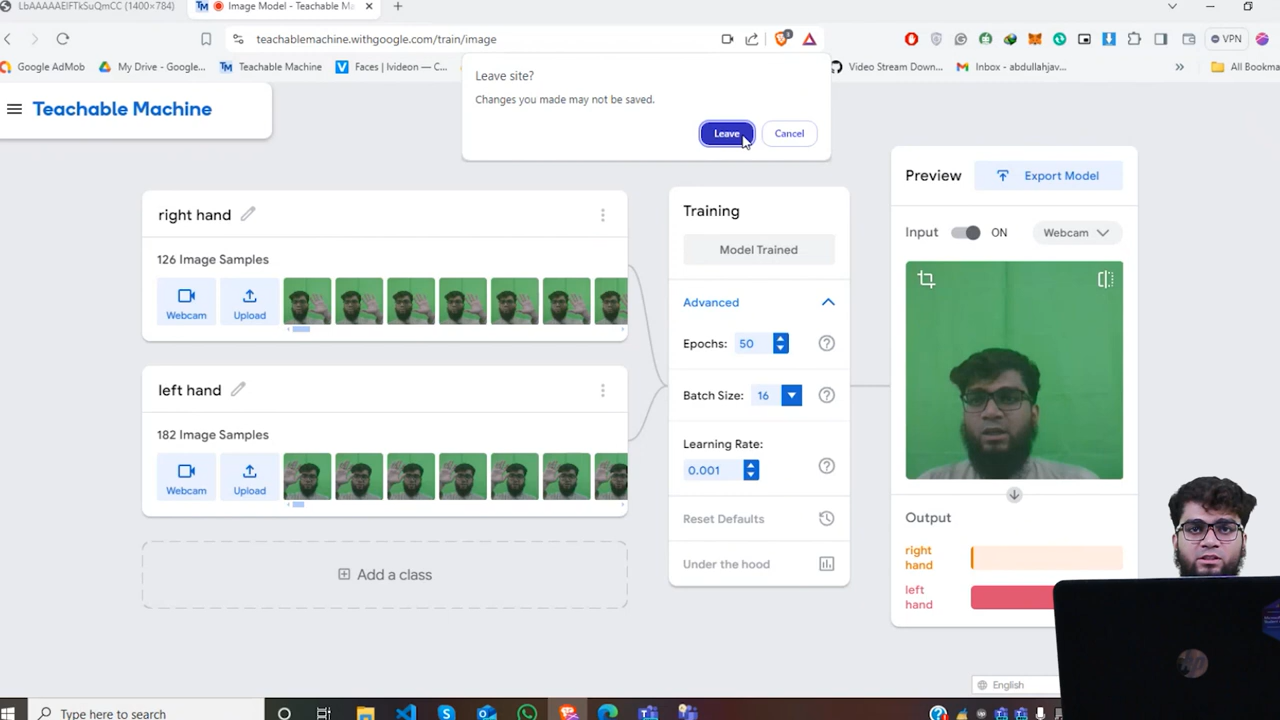 LbAAAAAElFTkSuQmCC (1400×784)
Image Model - Teachable Ma
teachablemachine.withgoogle.com/train/image
VPN
Google AdMob
My Drive - Google...
Teachable Machine
Faces | Ivideon — C...
Video Stream Down...
Inbox - abdullahjav...
All Bookma
Leave site?
Changes you made may not be saved.
Leave
Cancel
Teachable Machine
right hand
126 Image Samples
Webcam
Upload
left hand
182 Image Samples
Webcam
Upload
Add a class
Training
Model Trained
Advanced
Epochs: 50
Batch Size: 16
Learning Rate:
0.001
Reset Defaults
Under the hood
Preview
Export Model
Input
ON
Webcam
Output
right
hand
left
hand
English
Type here to search